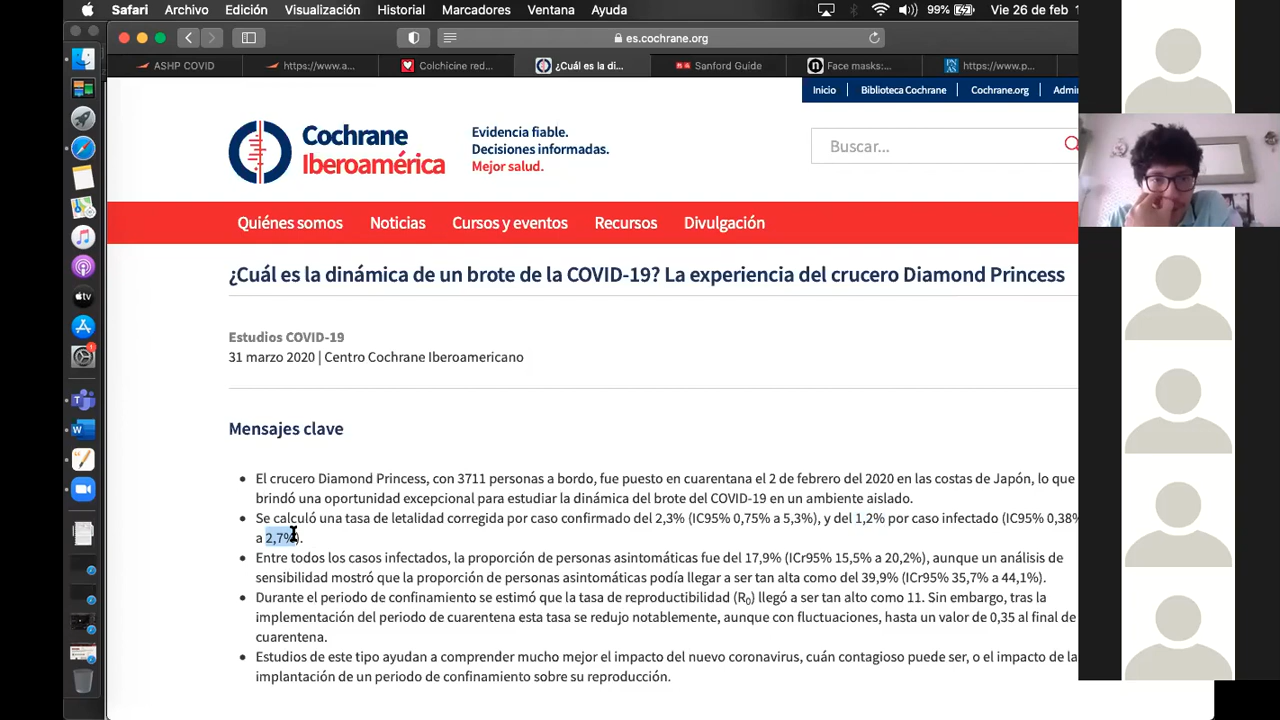 Safari Archivo Edición Visualización Historial Marcadores Ventana Ayuda 99% Vie 26 de feb 1
es.cochrane.org
ASHP COVID https://www.a... Colchicine red... ¿Cuál es la di... Sanford Guide Face masks:... https://www.p...
Inicio Biblioteca Cochrane Cochrane.org Admi
Cochrane
Iberoamérica
Evidencia fiable.
Decisiones informadas.
Mejor salud.
Buscar...
Quiénes somos Noticias Cursos y eventos Recursos Divulgación
¿Cuál es la dinámica de un brote de la COVID-19? La experiencia del crucero Diamond Princess
Estudios COVID-19
31 marzo 2020 | Centro Cochrane Iberoamericano
Mensajes clave
El crucero Diamond Princess, con 3711 personas a bordo, fue puesto en cuarentena el 2 de febrero del 2020 en las costas de Japón, lo que
brindó una oportunidad excepcional para estudiar la dinámica del brote del COVID-19 en un ambiente aislado.
Se calculó una tasa de letalidad corregida por caso confirmado del 2,3% (IC95% 0,75% a 5,3%), y del 1,2% por caso infectado (IC95% 0,38%
a 2,7%).
Entre todos los casos infectados, la proporción de personas asintomáticas fue del 17,9% (ICr95% 15,5% a 20,2%), aunque un análisis de
sensibilidad mostró que la proporción de personas asintomáticas podía llegar a ser tan alta como del 39,9% (ICr95% 35,7% a 44,1%).
Durante el periodo de confinamiento se estimó que la tasa de reproductibilidad (R0) llegó a ser tan alto como 11. Sin embargo, tras la
implementación del periodo de cuarentena esta tasa se redujo notablemente, aunque con fluctuaciones, hasta un valor de 0,35 al final de
cuarentena.
Estudios de este tipo ayudan a comprender mucho mejor el impacto del nuevo coronavirus, cuán contagioso puede ser, o el impacto de la
implantación de un periodo de confinamiento sobre su reproducción.